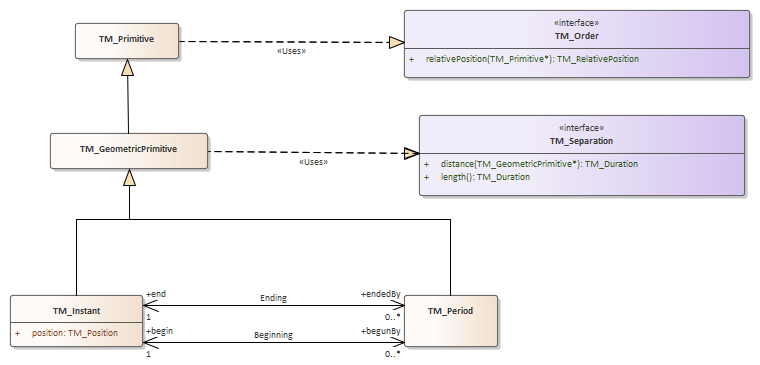 TM_Primitive
«Uses»
«interface»
TM_Order
+ relativePosition(TM_Primitive*): TM_RelativePosition
TM_GeometricPrimitive
«Uses»
«interface»
TM_Separation
+ distance(TM_GeometricPrimitive*): TM_Duration
+ length(): TM_Duration
TM_Instant
+ position: TM_Position
+end
1
Ending
+endedBy
0..*
+begin
1
Beginning
+begunBy
0..*
TM_Period